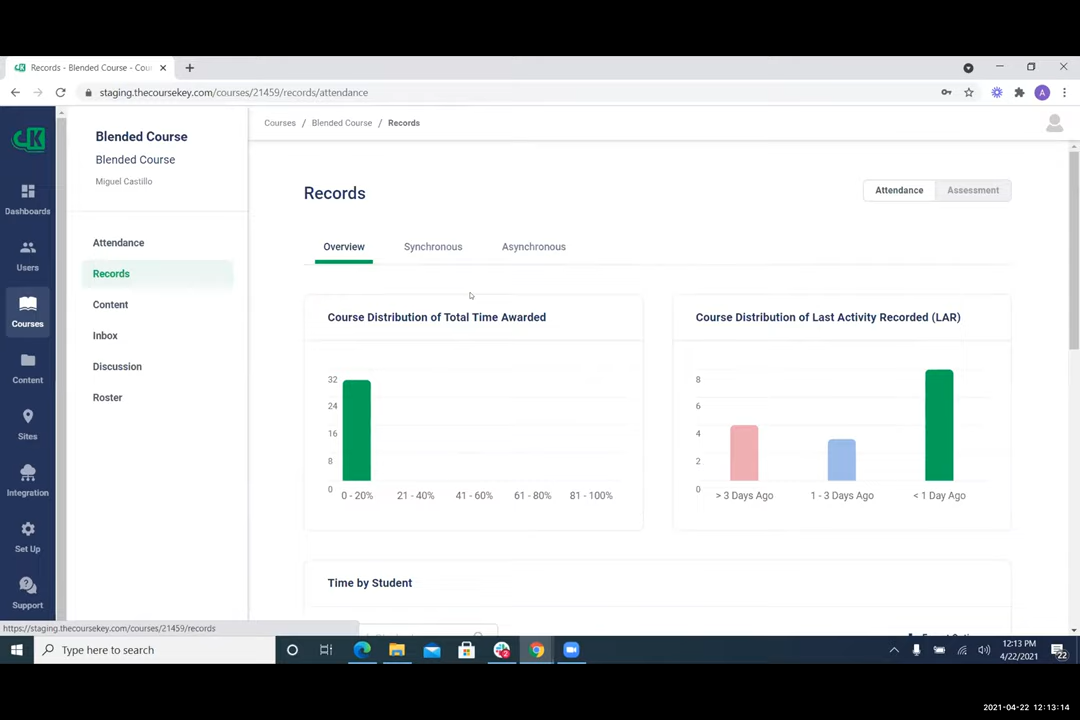 Records - Blended Course - Cou
staging.thecoursekey.com/courses/21459/records/attendance
A
CK
Dashboards
Users
Courses
Content
Sites
Integration
Set Up
Support
Blended Course
Blended Course
Miguel Castillo
Attendance
Records
Content
Inbox
Discussion
Roster
Courses / Blended Course / Records
Records
Attendance
Assessment
Overview
Synchronous
Asynchronous
Course Distribution of Total Time Awarded
32
24
16
8
0
0 - 20%
21 - 40%
41 - 60%
61 - 80%
81 - 100%
Course Distribution of Last Activity Recorded (LAR)
8
6
4
2
0
> 3 Days Ago
1 - 3 Days Ago
< 1 Day Ago
Time by Student
https://staging.thecoursekey.com/courses/21459/records
Type here to search
2
12:13 PM
4/22/2021
22
2021-04-22 12:13:14